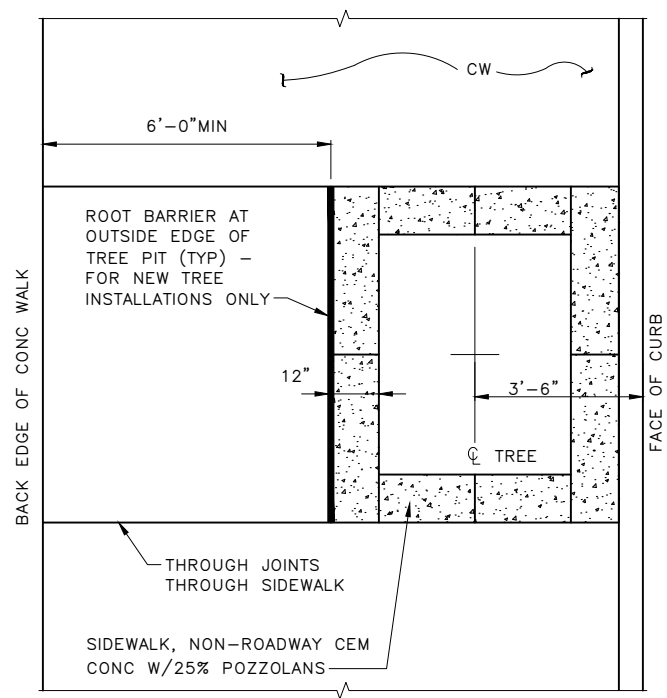 CW
6'-0"MIN
ROOT BARRIER AT
OUTSIDE EDGE OF
TREE PIT (TYP) –
FOR NEW TREE
INSTALLATIONS ONLY
BACK EDGE OF CONC WALK
12"
3'-6"
FACE OF CURB
℄ TREE
THROUGH JOINTS
THROUGH SIDEWALK
SIDEWALK, NON-ROADWAY CEM
CONC W/25% POZZOLANS